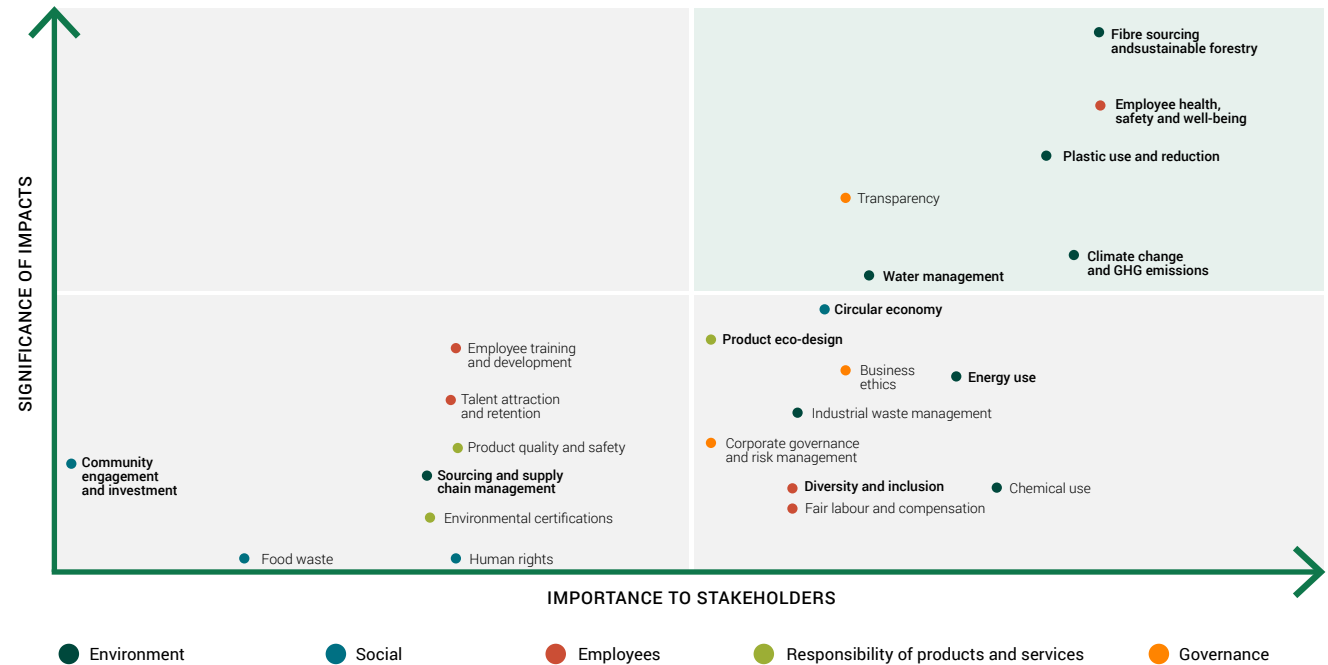 SIGNIFICANCE OF IMPACTS
Fibre sourcing
andsustainable forestry
Employee health,
safety and well-being
Plastic use and reduction
Transparency
Climate change
and GHG emissions
Water management
Circular economy
Product eco-design
Employee training
and development
Business
ethics
Energy use
Talent attraction
and retention
Industrial waste management
Product quality and safety
Corporate governance
and risk management
Community
engagement
and investment
Sourcing and supply
chain management
Diversity and inclusion
Chemical use
Fair labour and compensation
Environmental certifications
Food waste
Human rights
IMPORTANCE TO STAKEHOLDERS
Environment
Social
Employees
Responsibility of products and services
Governance